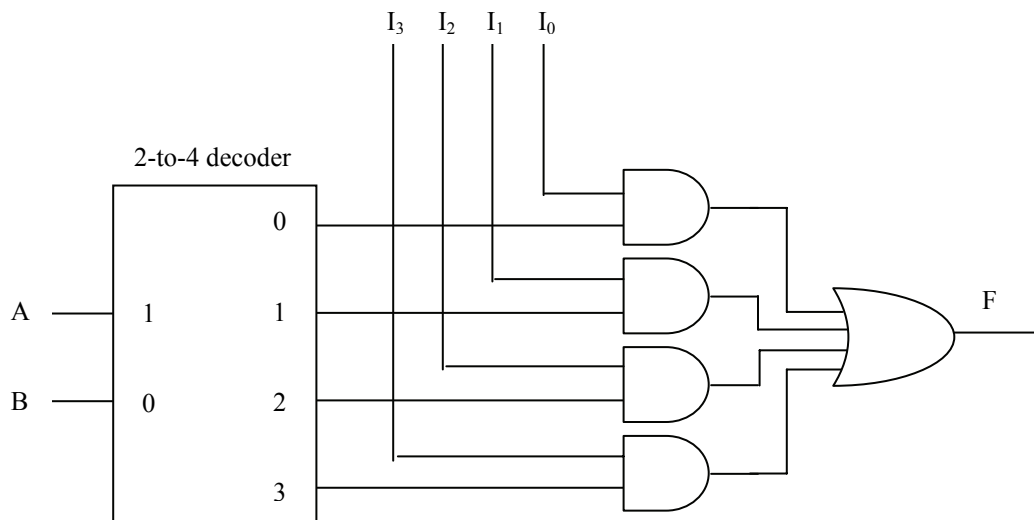 I₃ I₂ I₁ I₀
2-to-4 decoder
0
A 1 1
B 0 2
3
F